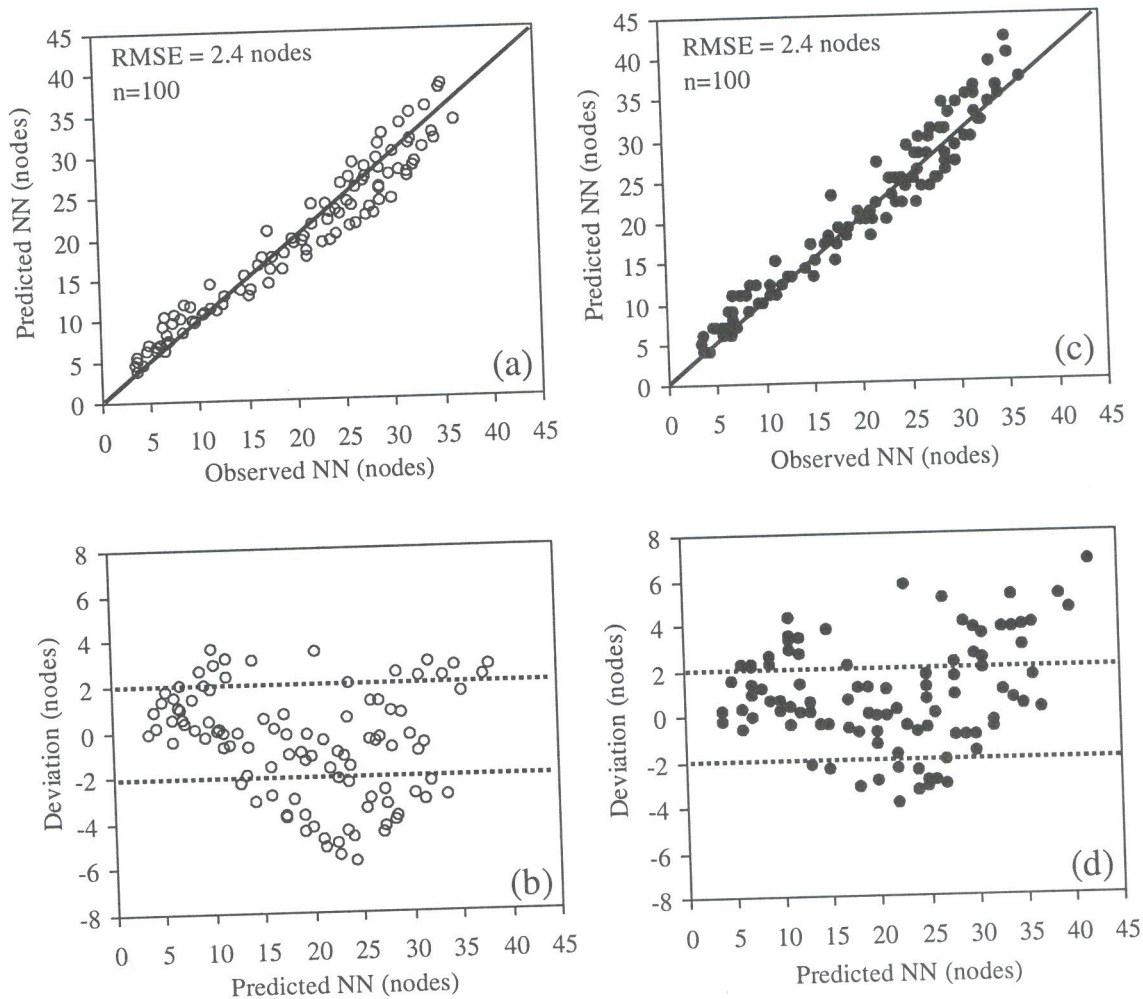 RMSE = 2.4 nodes
n=100
45
40
35
30
25
20
15
10
5
0
Predicted NN (nodes)
(a)
0 5 10 15 20 25 30 35 40 45
Observed NN (nodes)
RMSE = 2.4 nodes
n=100
45
40
35
30
25
20
15
10
5
0
Predicted NN (nodes)
(c)
0 5 10 15 20 25 30 35 40 45
Observed NN (nodes)
8
6
4
2
0
-2
-4
-6
-8
Deviation (nodes)
(b)
0 5 10 15 20 25 30 35 40 45
Predicted NN (nodes)
8
6
4
2
0
-2
-4
-6
-8
Deviation (nodes)
(d)
0 5 10 15 20 25 30 35 40 45
Predicted NN (nodes)